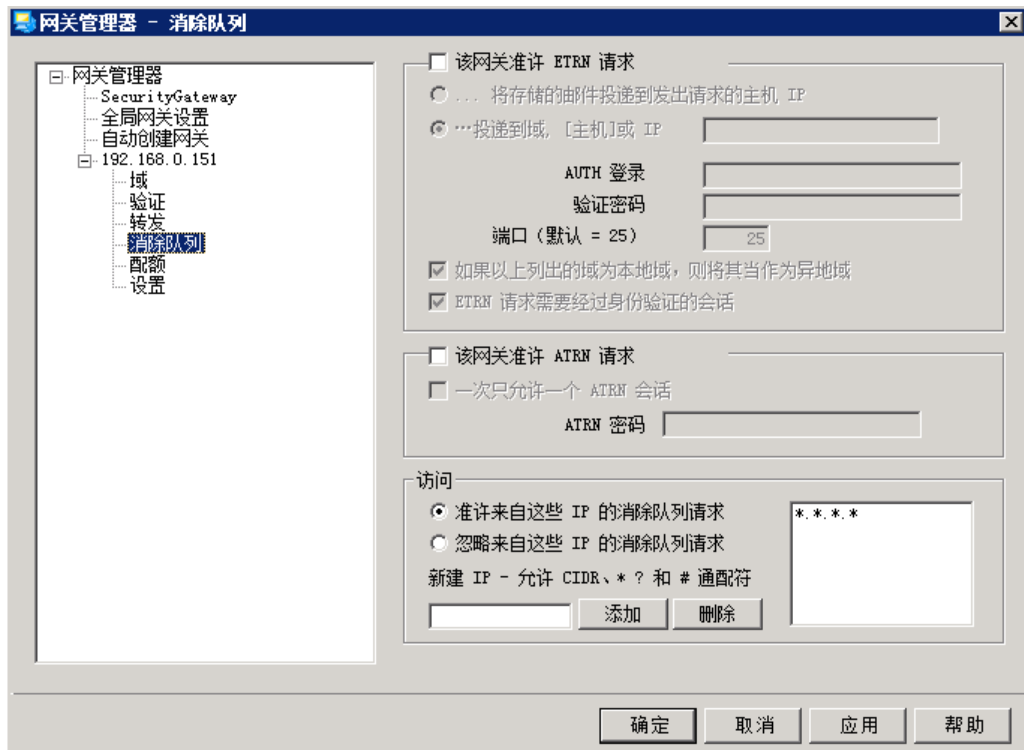 网关管理器 - 消除队列
网关管理器
SecurityGateway
全局网关设置
自动创建网关
192.168.0.151
域
验证
转发
消除队列
配额
设置
该网关准许 ETRN 请求
... 将存储的邮件投递到发出请求的主机 IP
…投递到域, [主机]或 IP
AUTH 登录
验证密码
端口 (默认 = 25)
25
如果以上列出的域为本地域，则将其当作为异地域
ETRN 请求需要经过身份验证的会话
该网关准许 ATRN 请求
一次只允许一个 ATRN 会话
ATRN 密码
访问
准许来自这些 IP 的消除队列请求
忽略来自这些 IP 的消除队列请求
*.*.*.*
新建 IP - 允许 CIDR、* ? 和 # 通配符
添加
删除
确定
取消
应用
帮助